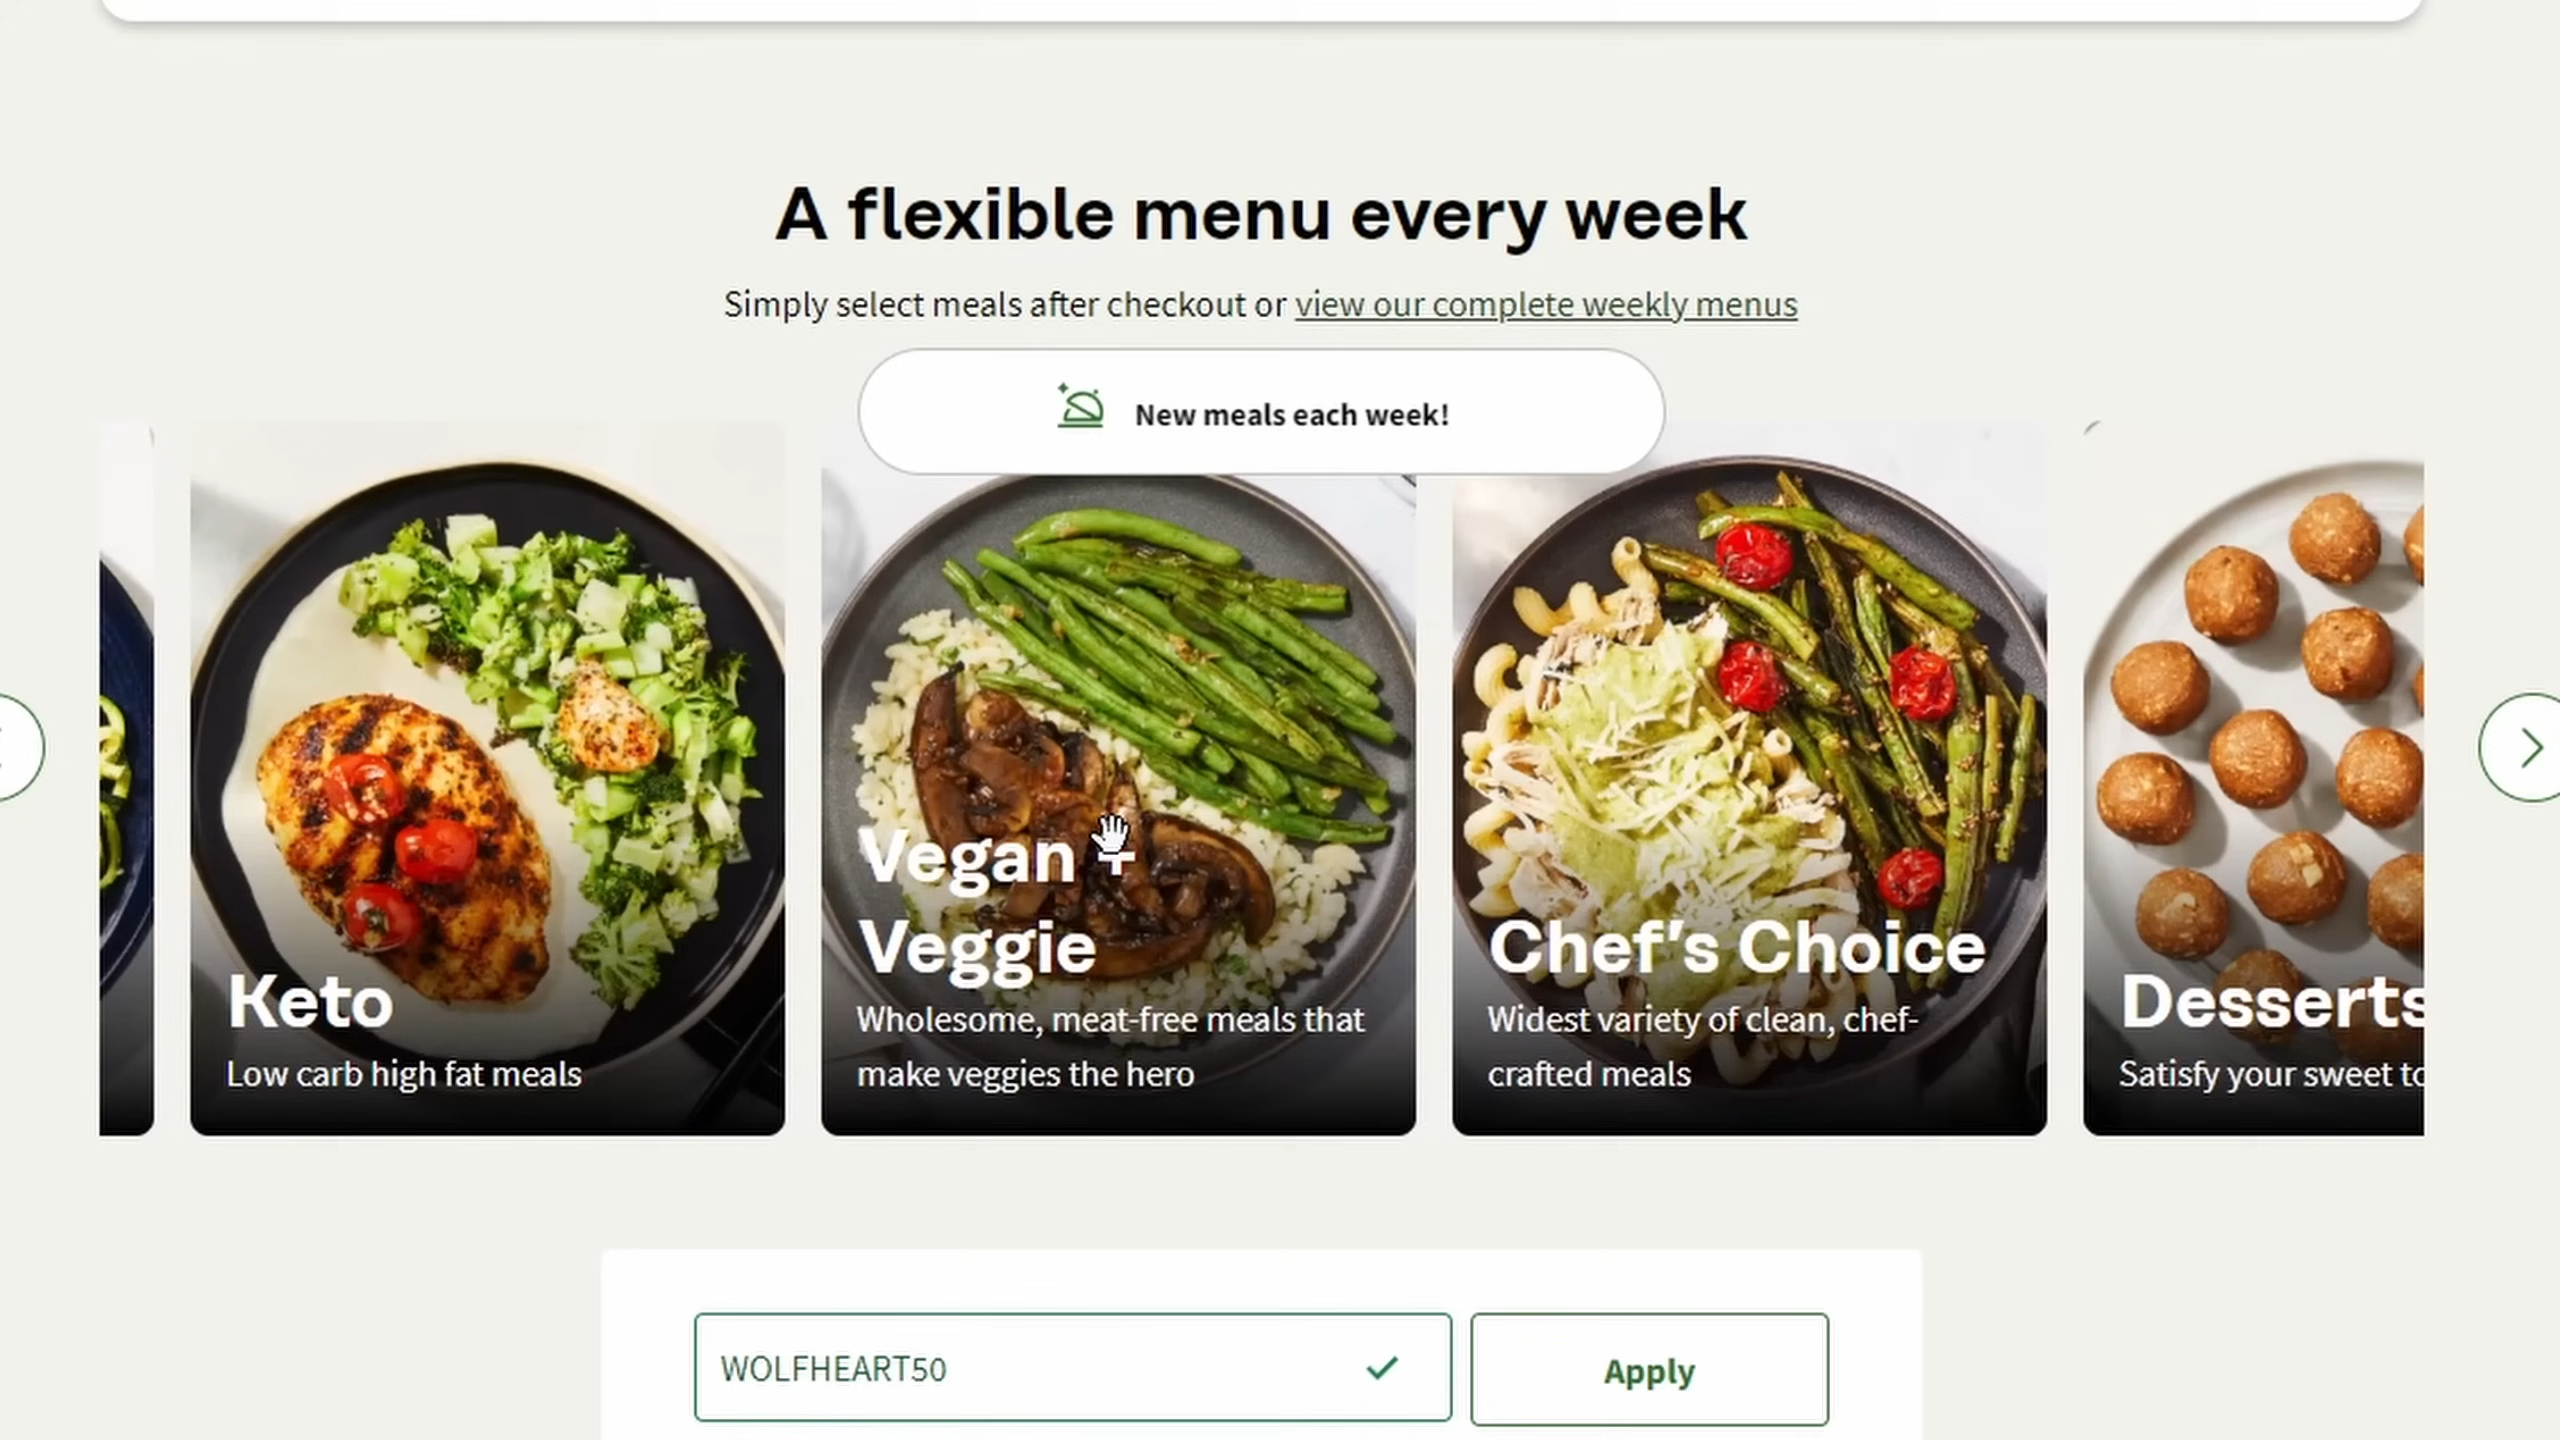 A flexible menu every week
Simply select meals after checkout or view our complete weekly menus
New meals each week!
Keto
Low carb high fat meals
Vegan +
Veggie
Wholesome, meat-free meals that
make veggies the hero
Chef's Choice
Widest variety of clean, chef-
crafted meals
Desserts
Satisfy your sweet
WOLFHEART50
Apply